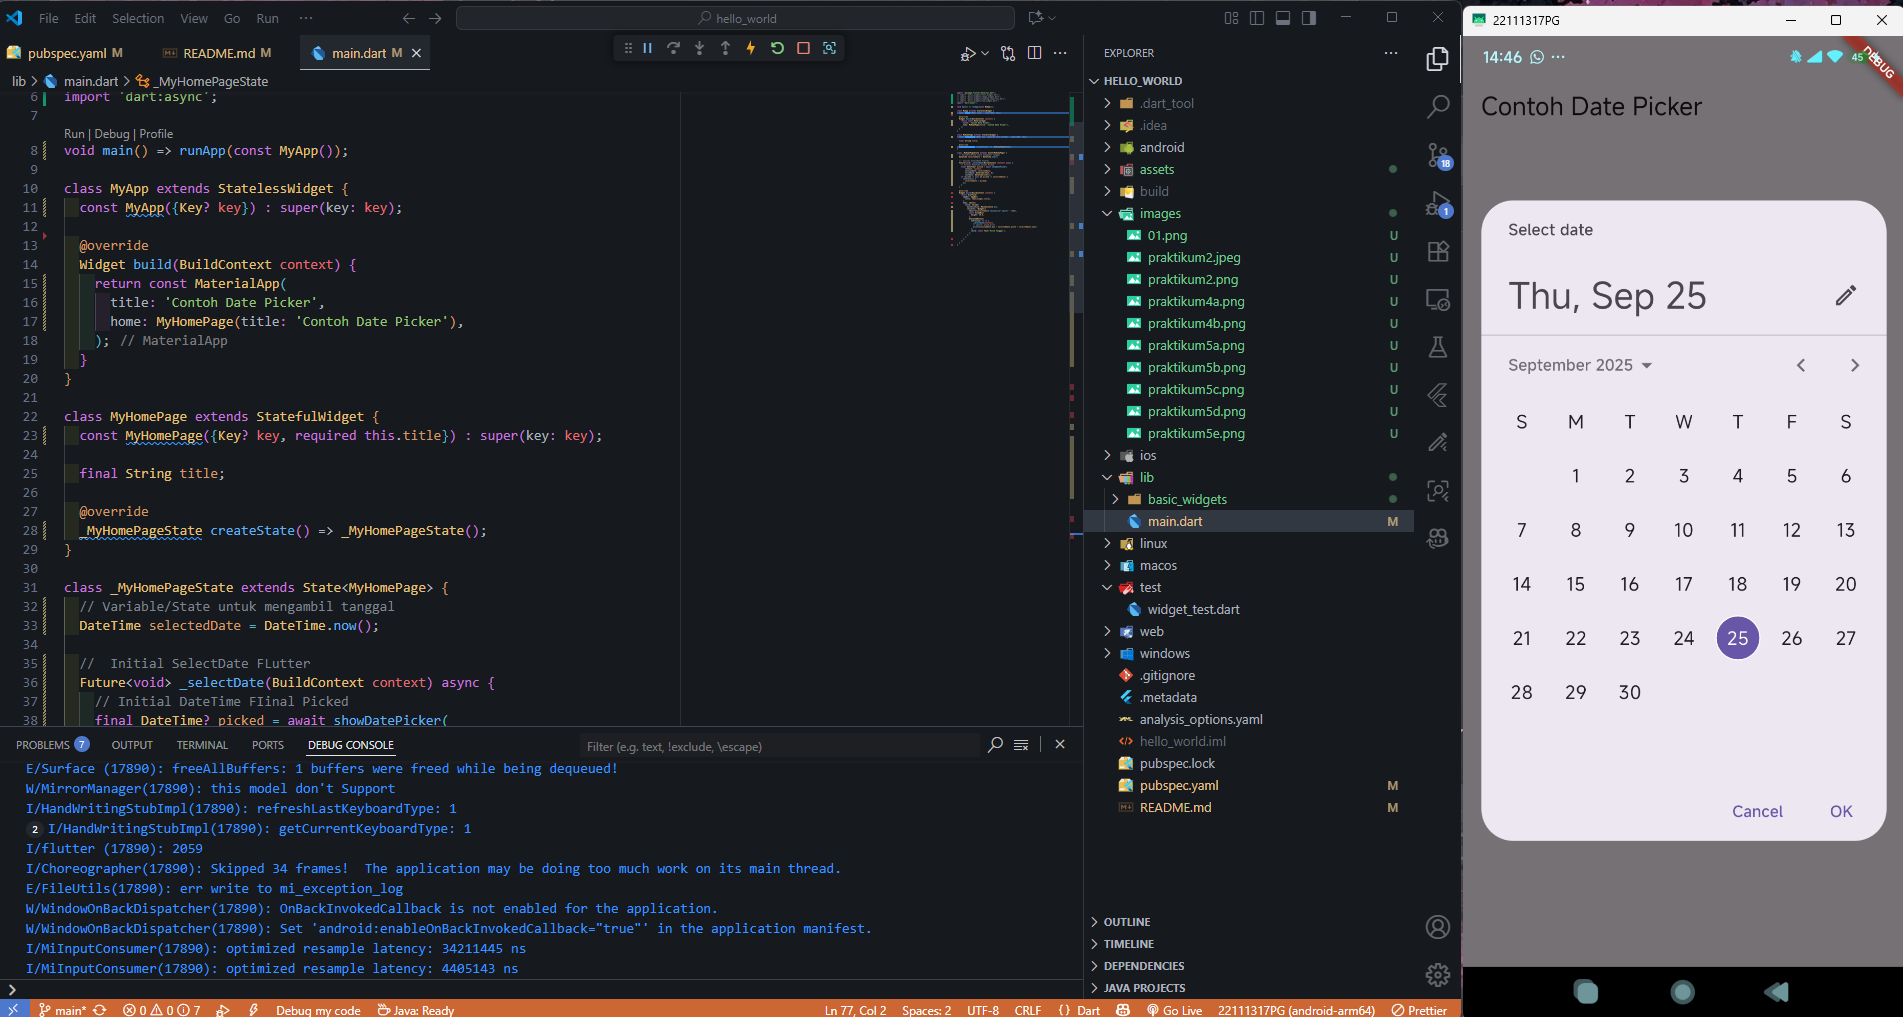 File Edit Selection View Go Run ··· hello_world
pubspec.yaml M README.md M main.dart M
lib > main.dart > _MyHomePageState
6 import 'dart:async';
7
Run | Debug | Profile
8 void main() => runApp(const MyApp());
9
10 class MyApp extends StatelessWidget {
11 const MyApp({Key? key}) : super(key: key);
12
13 @override
14 Widget build(BuildContext context) {
15 return const MaterialApp(
16 title: 'Contoh Date Picker',
17 home: MyHomePage(title: 'Contoh Date Picker'),
18 ); // MaterialApp
19 }
20 }
21
22 class MyHomePage extends StatefulWidget {
23 const MyHomePage({Key? key, required this.title}) : super(key: key);
24
25 final String title;
26
27 @override
28 _MyHomePageState createState() => _MyHomePageState();
29 }
30
31 class _MyHomePageState extends State<MyHomePage> {
32 // Variable/State untuk mengambil tanggal
33 DateTime selectedDate = DateTime.now();
34
35 //  Initial SelectDate FLutter
36 Future<void> _selectDate(BuildContext context) async {
37 // Initial DateTime FIinal Picked
38 final DateTime? picked = await showDatePicker(
PROBLEMS 7 OUTPUT TERMINAL PORTS DEBUG CONSOLE Filter (e.g. text, !exclude, \escape)
E/Surface (17890): freeAllBuffers: 1 buffers were freed while being dequeued!
W/MirrorManager(17890): this model don't Support
I/HandWritingStubImpl(17890): refreshLastKeyboardType: 1
2 I/HandWritingStubImpl(17890): getCurrentKeyboardType: 1
I/flutter (17890): 2059
I/Choreographer(17890): Skipped 34 frames!  The application may be doing too much work on its main thread.
E/FileUtils(17890): err write to mi_exception_log
W/WindowOnBackDispatcher(17890): OnBackInvokedCallback is not enabled for the application.
W/WindowOnBackDispatcher(17890): Set 'android:enableOnBackInvokedCallback="true"' in the application manifest.
I/MiInputConsumer(17890): optimized resample latency: 34211445 ns
I/MiInputConsumer(17890): optimized resample latency: 4405143 ns
EXPLORER
HELLO_WORLD
.dart_tool
.idea
android
assets
build
images
01.png U
praktikum2.jpeg U
praktikum2.png U
praktikum4a.png U
praktikum4b.png U
praktikum5a.png U
praktikum5b.png U
praktikum5c.png U
praktikum5d.png U
praktikum5e.png U
ios
lib
basic_widgets
main.dart M
linux
macos
test
widget_test.dart
web
windows
.gitignore
.metadata
analysis_options.yaml
hello_world.iml
pubspec.lock
pubspec.yaml M
README.md M
OUTLINE
TIMELINE
DEPENDENCIES
JAVA PROJECTS
18
1
main* 0 0 7 Debug my code Java: Ready Ln 77, Col 2 Spaces: 2 UTF-8 CRLF {} Dart Go Live 22111317PG (android-arm64) Prettier
22111317PG
14:46 ··· 45
DEBUG
Contoh Date Picker
Select date
Thu, Sep 25
September 2025
S M T W T F S
1 2 3 4 5 6
7 8 9 10 11 12 13
14 15 16 17 18 19 20
21 22 23 24 25 26 27
28 29 30
Cancel OK